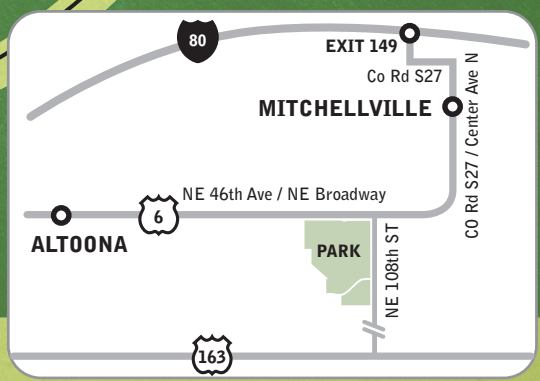 80
EXIT 149
Co Rd S27
MITCHELLVILLE
CO Rd S27 / Center Ave N
NE 46th Ave / NE Broadway
6
ALTOONA
PARK
NE 108th ST
163